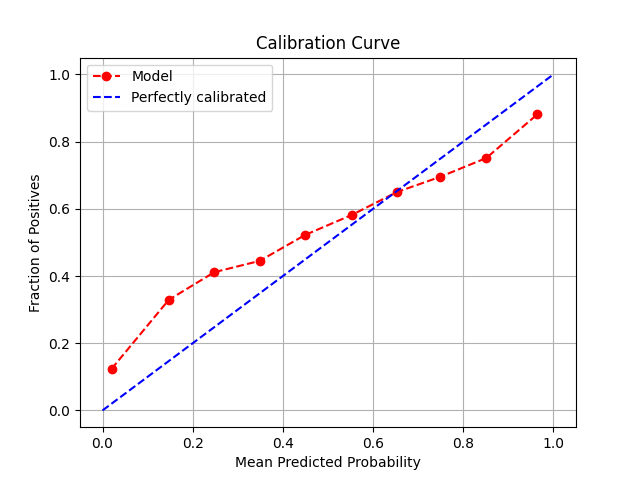 Calibration Curve
Model
Perfectly calibrated
1.0
0.8
0.6
0.4
0.2
0.0
Fraction of Positives
0.0 0.2 0.4 0.6 0.8 1.0
Mean Predicted Probability